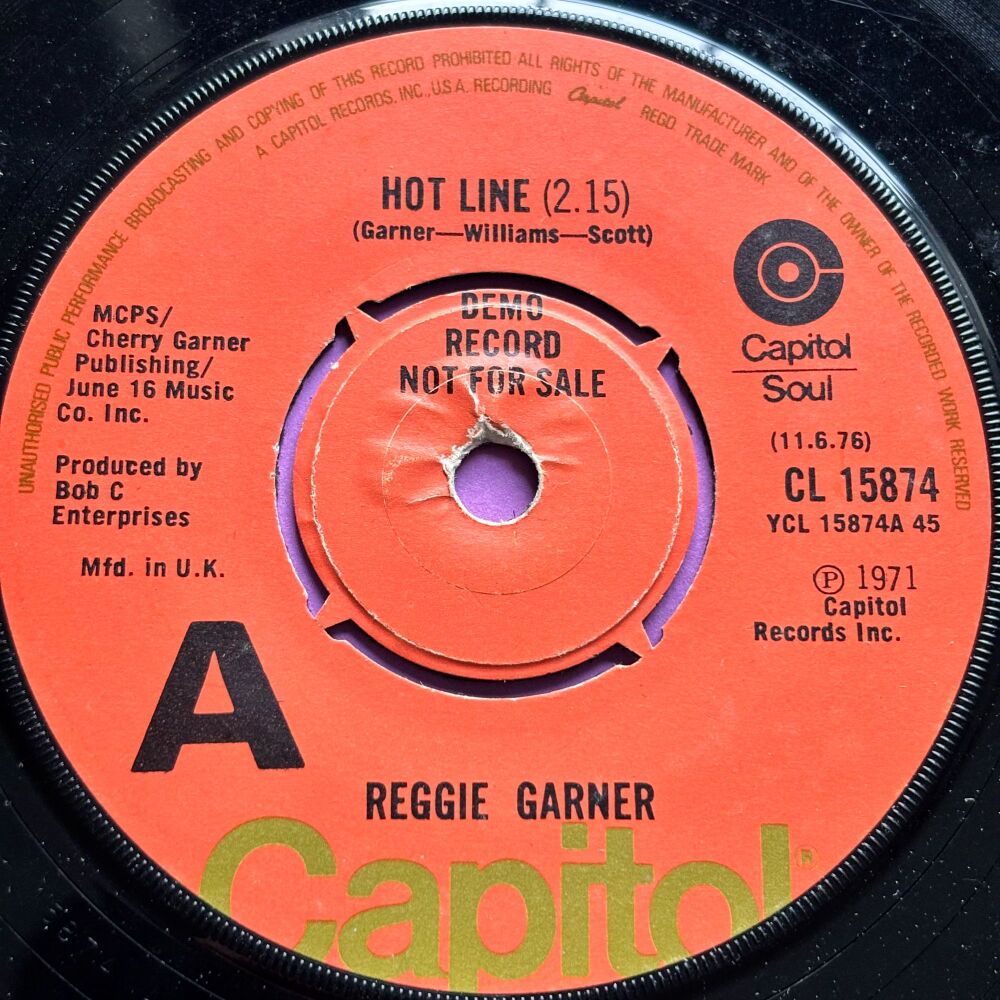 UNAUTHORISED PUBLIC PERFORMANCE BROADCASTING AND COPYING OF THIS RECORD PROHIBITED ALL RIGHTS OF THE MANUFACTURER AND OF THE OWNER OF THE RECORDED WORK RESERVED
A CAPITOL RECORDS, INC., U.S.A. RECORDING Capitol REGD. TRADE MARK
HOT LINE (2.15)
(Garner—Williams—Scott)
MCPS/
Cherry Garner
Publishing/
June 16 Music
Co. Inc.
Produced by
Bob C
Enterprises
Mfd. in U.K.
DEMO
RECORD
NOT FOR SALE
Capitol
Soul
(11.6.76)
CL 15874
YCL 15874A 45
Ⓟ 1971
Capitol
Records Inc.
A
REGGIE GARNER
Capitol®